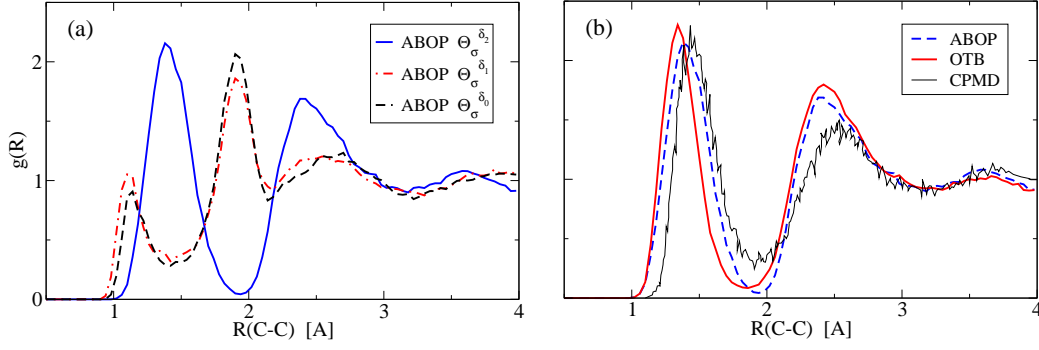 (a)
ABOP Θσ^δ2
ABOP Θσ^δ1
ABOP Θσ^δ0
g(R)
2
1
0
1 2 3 4
R(C-C) [A]
(b)
ABOP
OTB
CPMD
1 2 3 4
R(C-C) [A]